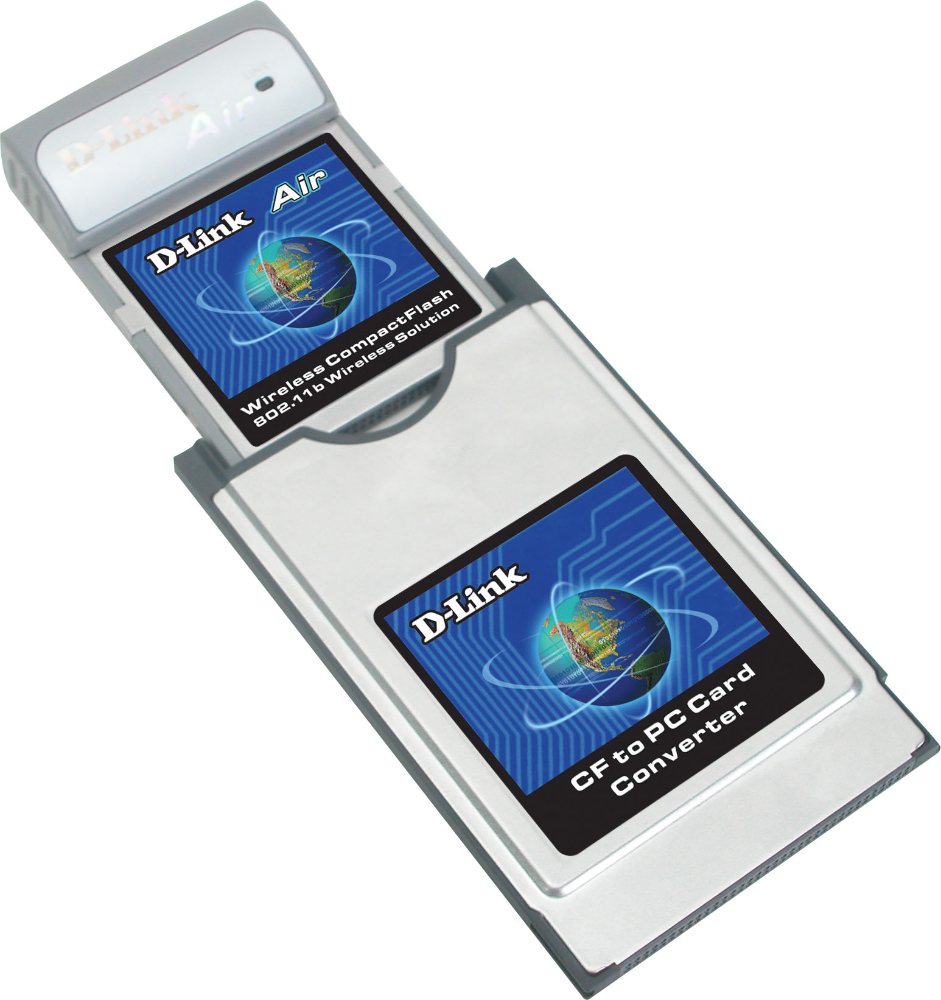 D-Link
Air
D-Link Air
Wireless CompactFlash
802.11b Wireless Solution
D-Link
CF to PC Card
Converter